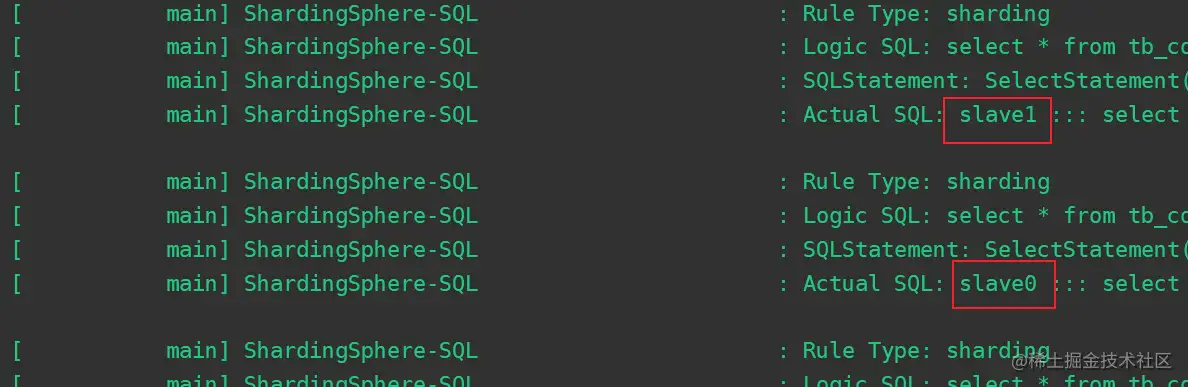 [ main] ShardingSphere-SQL : Rule Type: sharding
[ main] ShardingSphere-SQL : Logic SQL: select * from tb_co
[ main] ShardingSphere-SQL : SQLStatement: SelectStatement(
[ main] ShardingSphere-SQL : Actual SQL: slave1 ::: select
[ main] ShardingSphere-SQL : Rule Type: sharding
[ main] ShardingSphere-SQL : Logic SQL: select * from tb_co
[ main] ShardingSphere-SQL : SQLStatement: SelectStatement(
[ main] ShardingSphere-SQL : Actual SQL: slave0 ::: select
[ main] ShardingSphere-SQL : Rule Type: sharding
[ main] ShardingSphere-SQL : Logic SQL: select * from tb_co
@稀土掘金技术社区